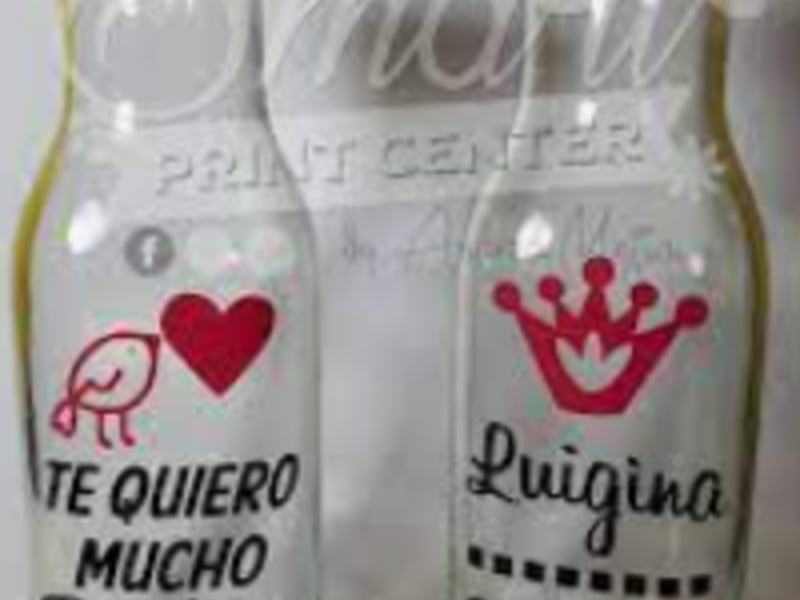 PRINT CENTER
f
TE QUIERO
MUCHO
Luigina